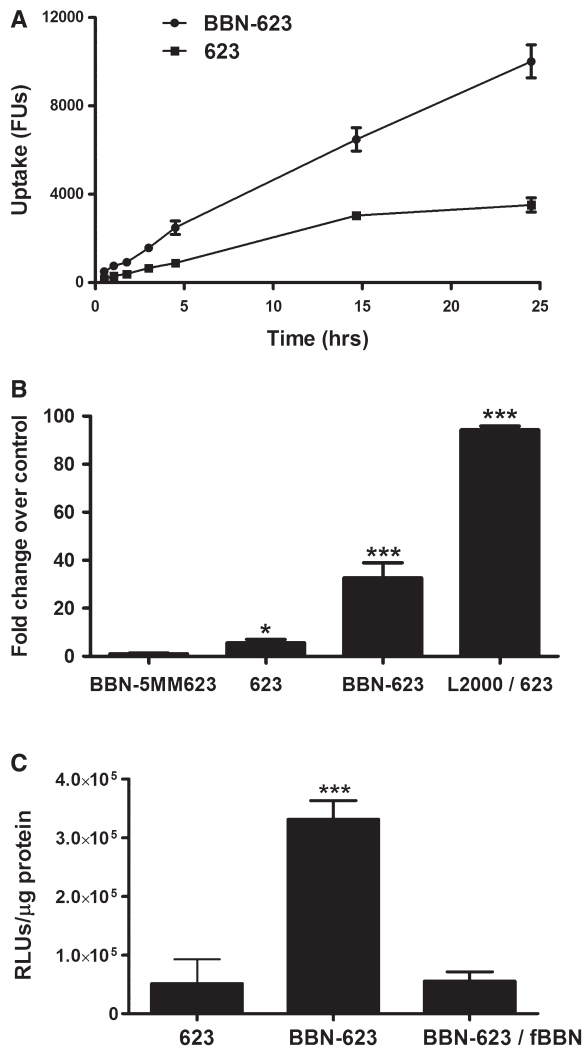 A
BBN-623
623
12000
8000
4000
0
Uptake (FUs)
0 5 10 15 20 25
Time (hrs)
B
100
80
60
40
20
0
Fold change over control
*
***
***
BBN-5MM623 623 BBN-623 L2000 / 623
C
4.0×10⁵
3.0×10⁵
2.0×10⁵
1.0×10⁵
0
RLUs/μg protein
***
623 BBN-623 BBN-623 / fBBN